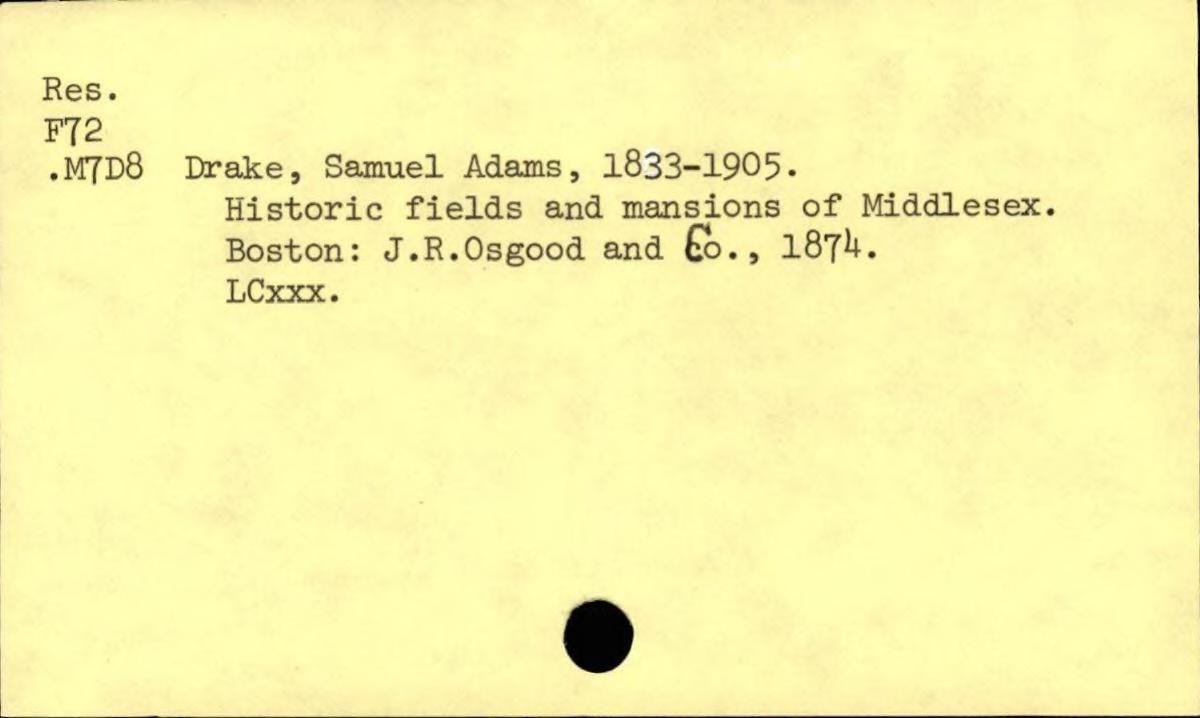 Res.
F72
.M7D8 Drake, Samuel Adams, 1833-1905.
Historic fields and mansions of Middlesex.
Boston: J.R.Osgood and Co., 1874.
LCxxx.